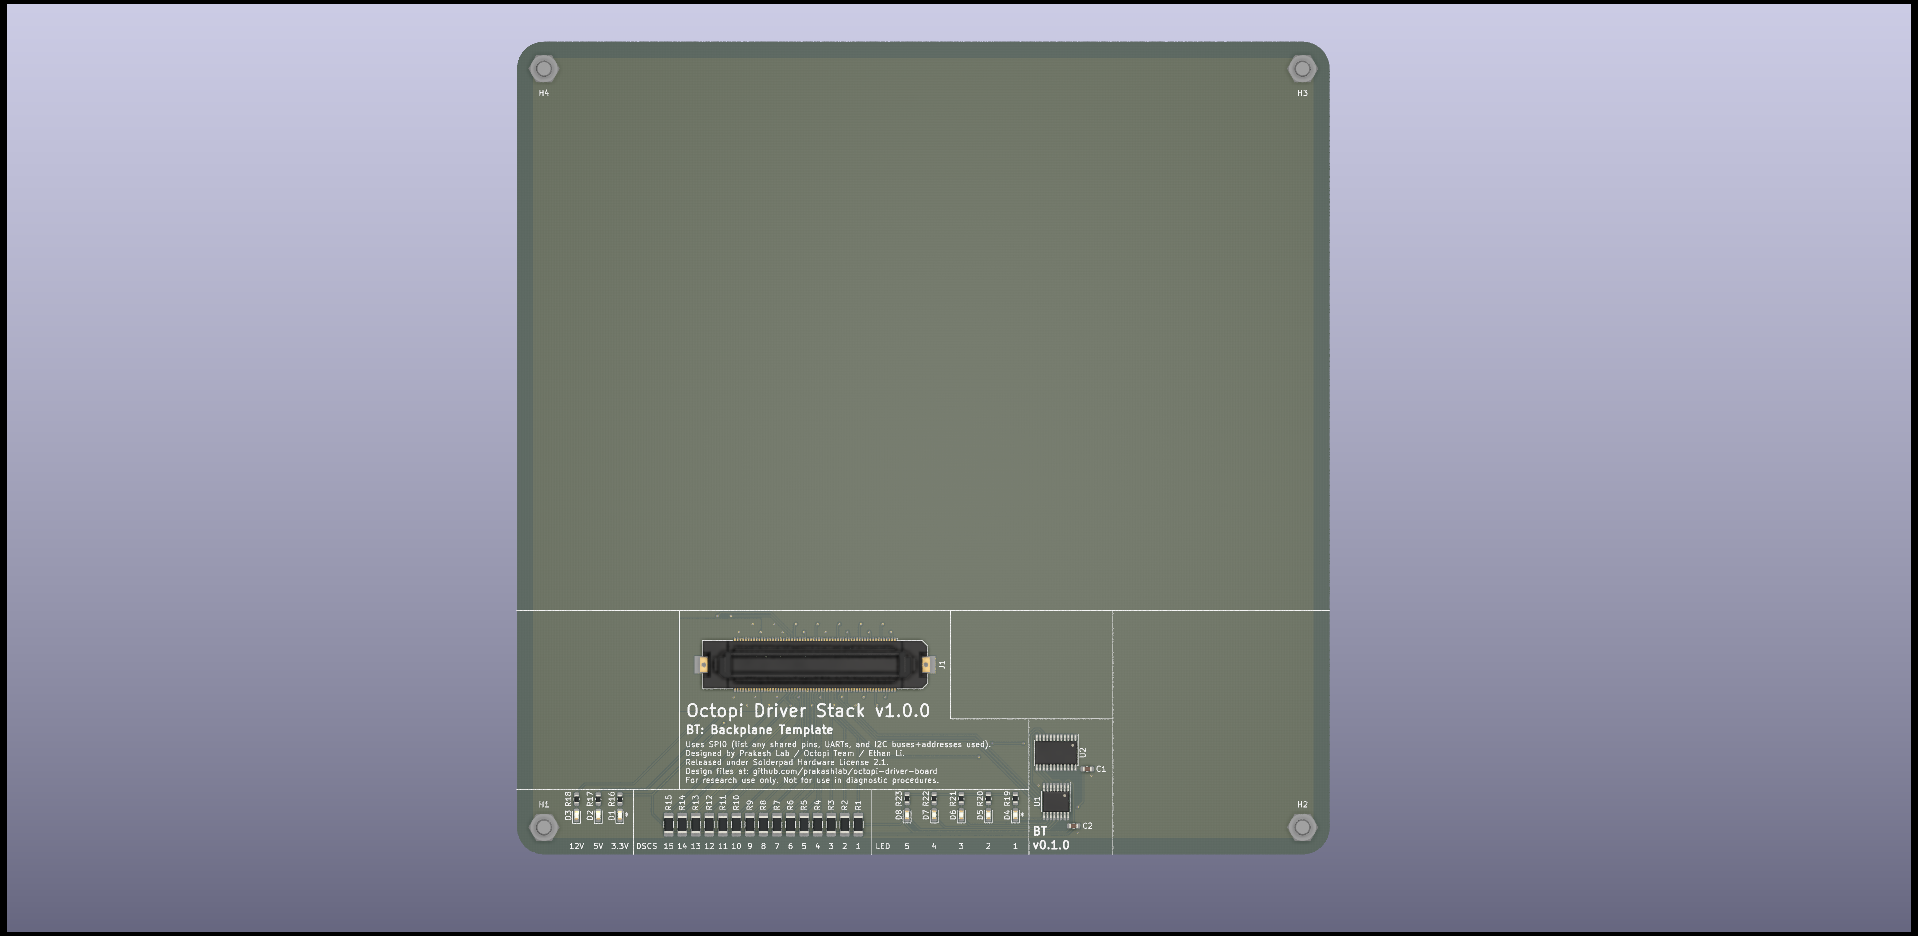 H4
H3
J1
Octopi Driver Stack v1.0.0
BT: Backplane Template
Uses SPI0 (list any shared pins, UARTs, and I2C buses+addresses used).
Designed by Prakash Lab / Octopi Team / Ethan Li.
Released under Solderpad Hardware License 2.1.
Design files at: github.com/prakashlab/octopi-driver-board
For research use only. Not for use in diagnostic procedures.
U2
C1
H1
R18 R17 R16
D3 D2 D1
R15 R14 R13 R12 R11 R10 R9 R8 R7 R6 R5 R4 R3 R2 R1
R23 R22 R21 R20 R19
D8 D7 D6 D5 D4
U1
C2
H2
BT
v0.1.0
12V 5V 3.3V
DSCS 15 14 13 12 11 10 9 8 7 6 5 4 3 2 1
LED 5 4 3 2 1